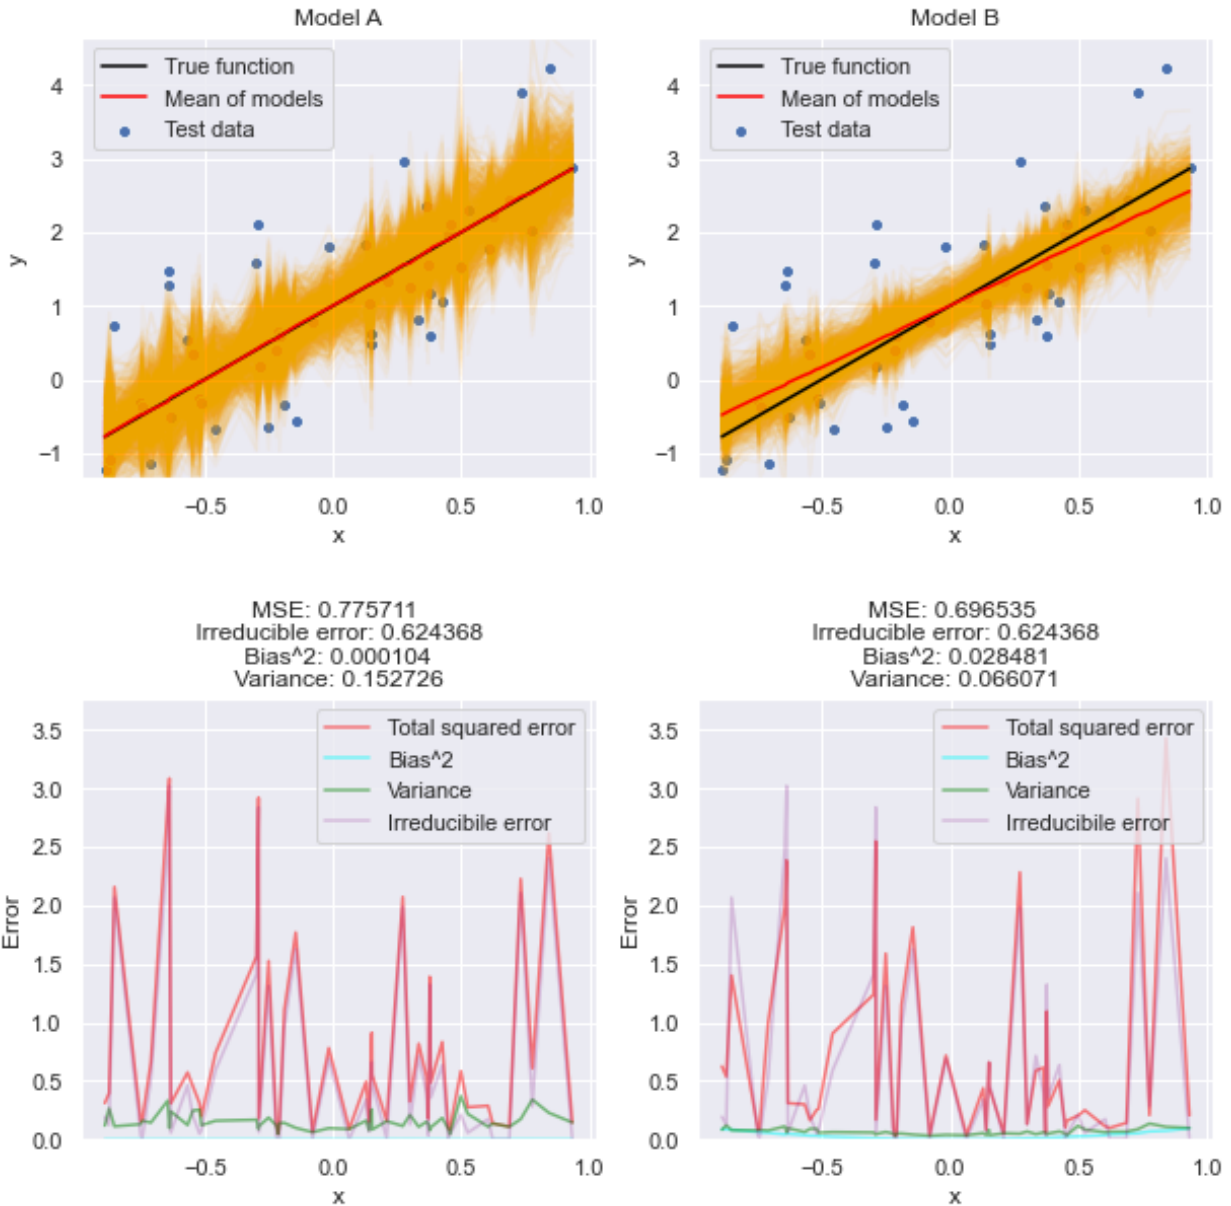 Model A
True function
Mean of models
Test data
y
4
3
2
1
0
−1
−0.5
0.0
0.5
1.0
x
Model B
True function
Mean of models
Test data
y
4
3
2
1
0
−1
−0.5
0.0
0.5
1.0
x
MSE: 0.775711
Irreducible error: 0.624368
Bias^2: 0.000104
Variance: 0.152726
Total squared error
Bias^2
Variance
Irreducibile error
Error
3.5
3.0
2.5
2.0
1.5
1.0
0.5
0.0
−0.5
0.0
0.5
1.0
x
MSE: 0.696535
Irreducible error: 0.624368
Bias^2: 0.028481
Variance: 0.066071
Total squared error
Bias^2
Variance
Irreducibile error
Error
3.5
3.0
2.5
2.0
1.5
1.0
0.5
0.0
−0.5
0.0
0.5
1.0
x